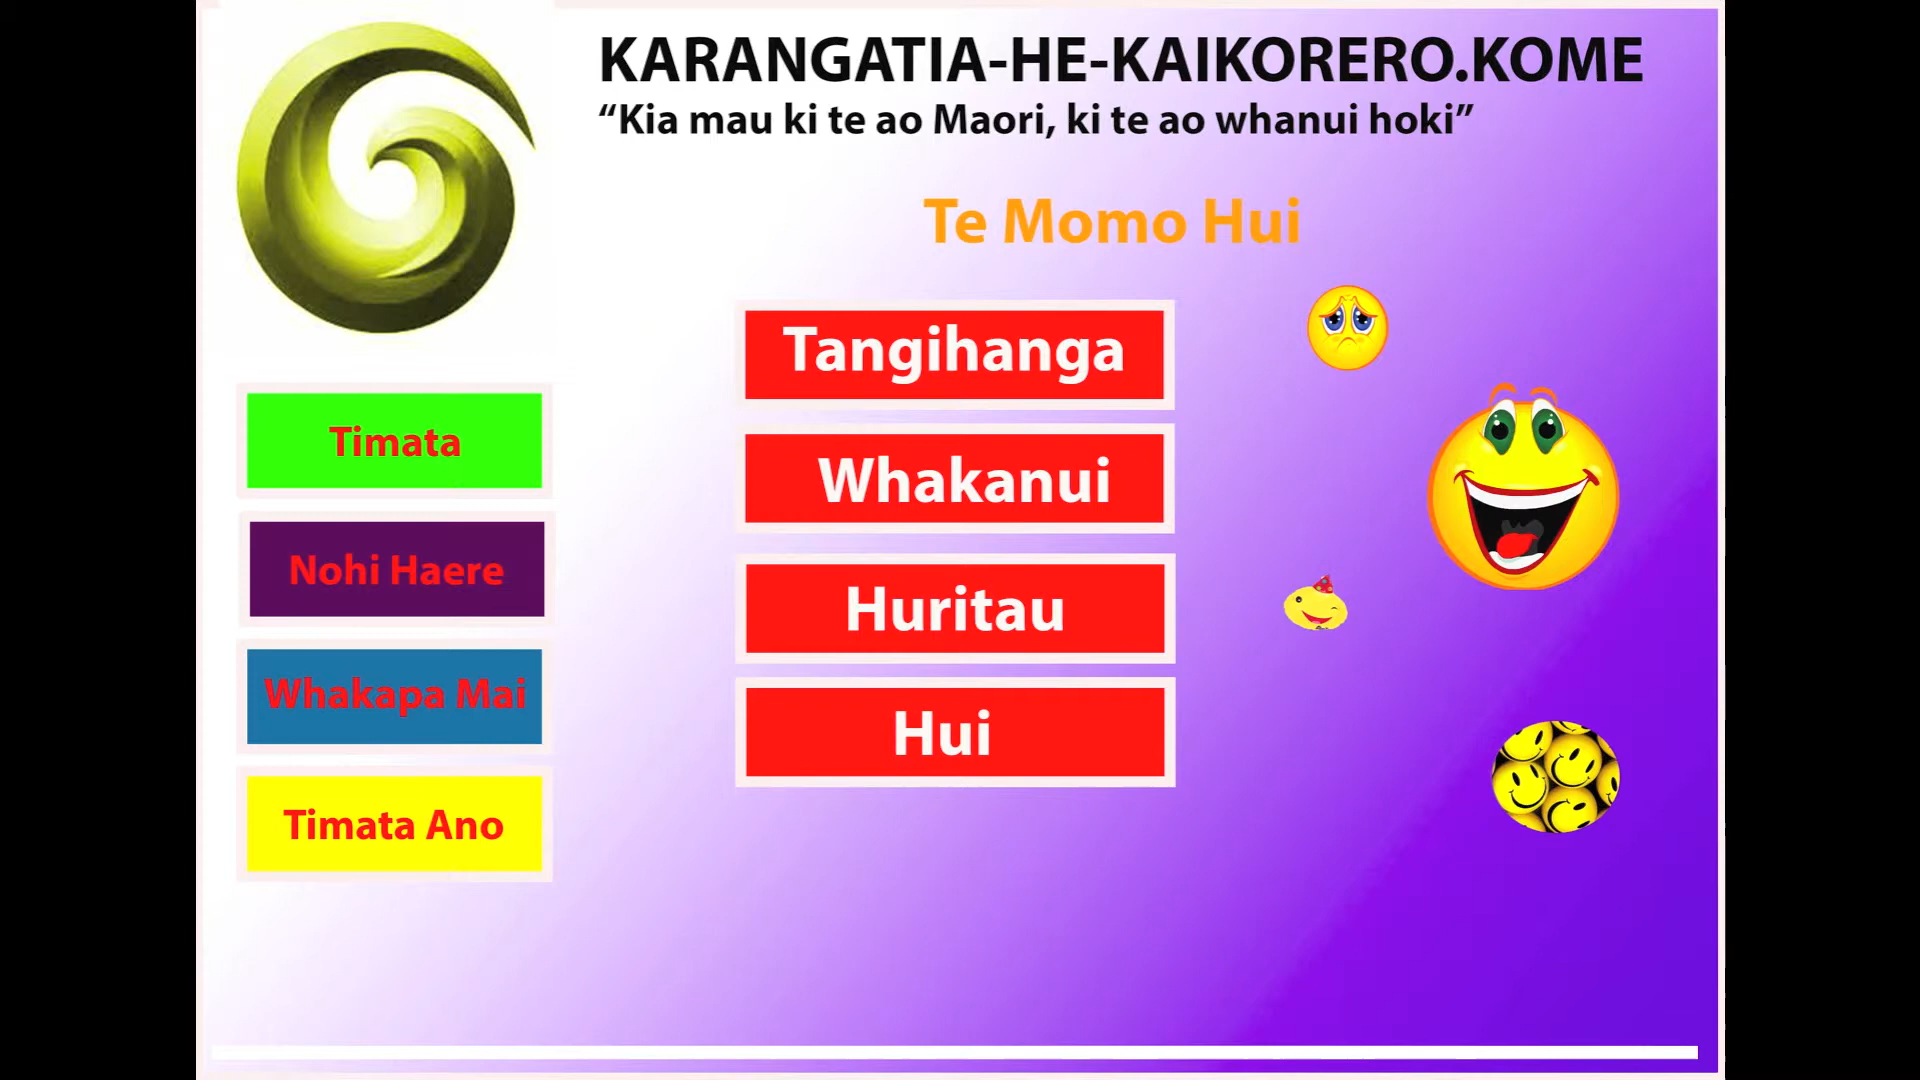 KARANGATIA-HE-KAIKORERO.KOME
“Kia mau ki te ao Maori, ki te ao whanui hoki”
Te Momo Hui
Tangihanga
Whakanui
Huritau
Hui
Timata
Nohi Haere
Whakapa Mai
Timata Ano